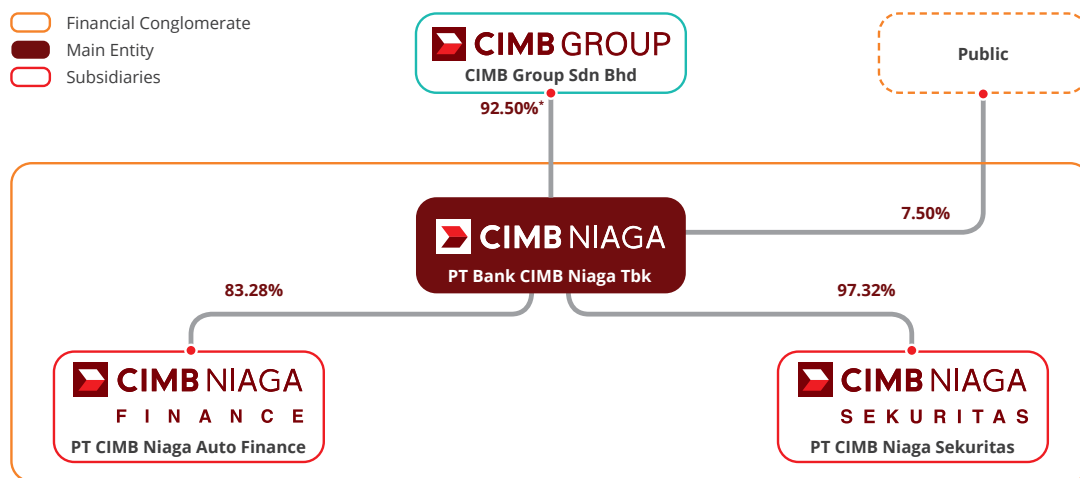 Financial Conglomerate
Main Entity
Subsidiaries
CIMB GROUP
CIMB Group Sdn Bhd
Public
92.50%*
7.50%
CIMB NIAGA
PT Bank CIMB Niaga Tbk
83.28%
97.32%
CIMB NIAGA
FINANCE
PT CIMB Niaga Auto Finance
CIMB NIAGA
SEKURITAS
PT CIMB Niaga Sekuritas